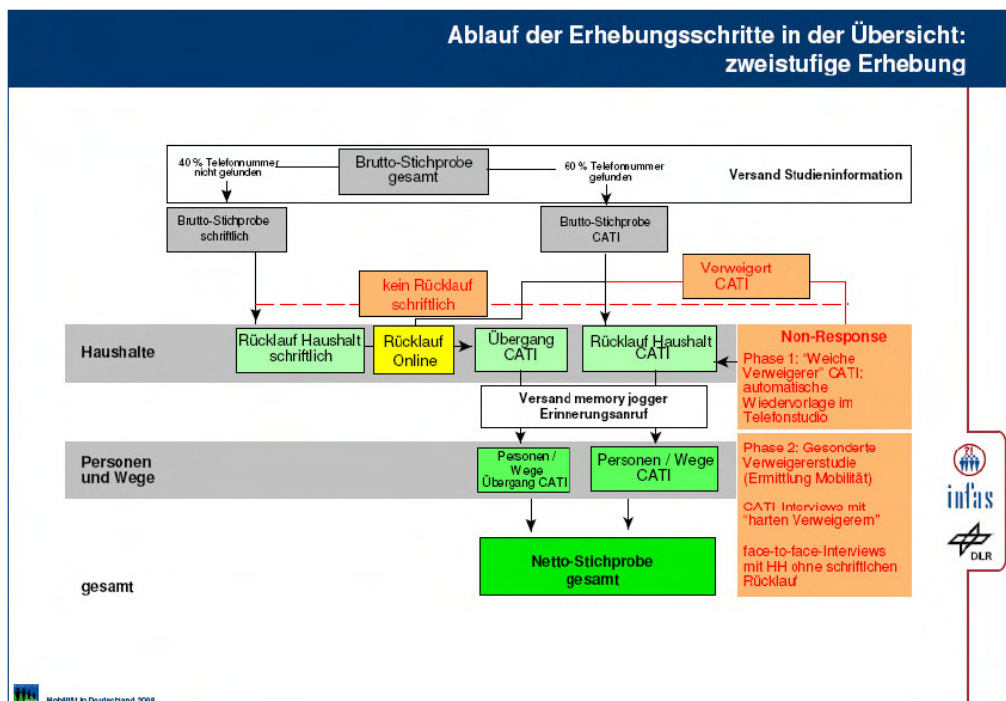 Ablauf der Erhebungsschritte in der Übersicht:
zweistufige Erhebung
40 % Telefonnummer
nicht gefunden
Brutto-Stichprobe
gesamt
60 % Telefonnummer
gefunden
Versand Studieninformation
Brutto-Stichprobe
schriftlich
Brutto-Stichprobe
CATI
kein Rücklauf
schriftlich
Verweigert
CATI
Haushalte
Rücklauf Haushalt
schriftlich
Rücklauf
Online
Übergang
CATI
Rücklauf Haushalt
CATI
Non-Response
Phase 1: "Weiche
Verweigerer" CATI:
automatische
Wiedervorlage im
Telefonstudio
Versand memory jogger
Erinnerungsanruf
Personen
und Wege
Personen /
Wege
Übergang CATI
Personen / Wege
CATI
Phase 2: Gesonderte
Verweigererstudie
(Ermittlung Mobilität)
CATI-Interviews mit
"harten Verweigerern"
face-to-face-Interviews
mit HH ohne schriftlichen
Rücklauf
Netto-Stichprobe
gesamt
gesamt
infas
DLR
Mobilität in Deutschland 2008